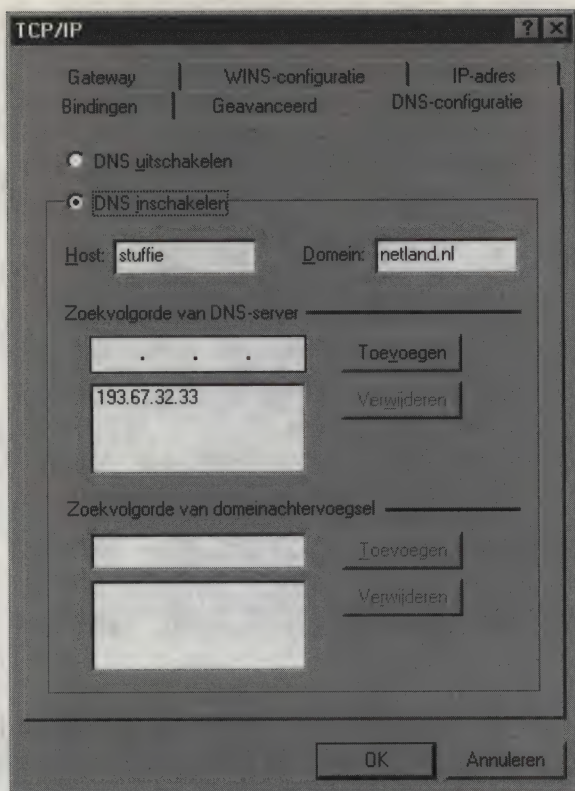 TCP/IP ? ×
Gateway WINS-configuratie IP-adres
Bindingen Geavanceerd DNS-configuratie
DNS uitschakelen
DNS inschakelen
Host: stuffie Domein: netland.nl
Zoekvolgorde van DNS-server
. . . Toevoegen
193.67.32.33 Verwijderen
Zoekvolgorde van domeinachtervoegsel
Toevoegen
Verwijderen
OK Annuleren